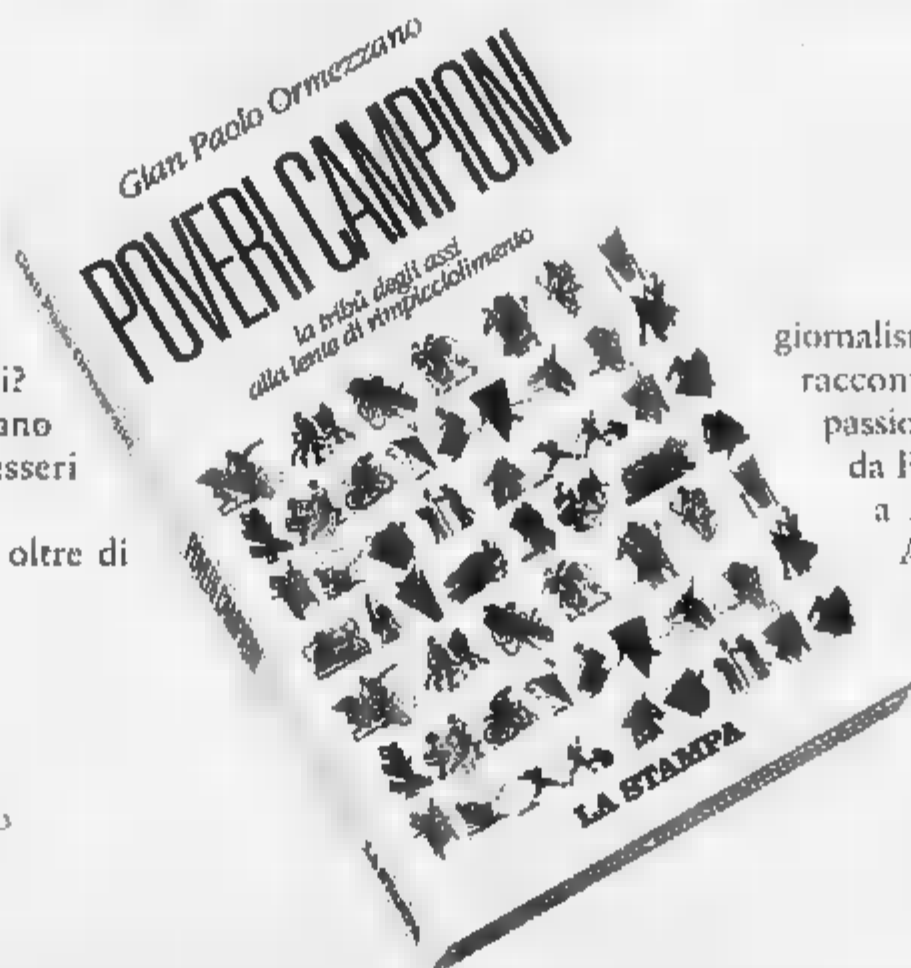 Gian Paolo Ormezzano
POVERI CAMPIONI
la tribù degli assi
alla lente di rimpicciolimento
LA STAMPA
i?
ano
esseri
oltre di
giornalism
raccont
passio
da l
a